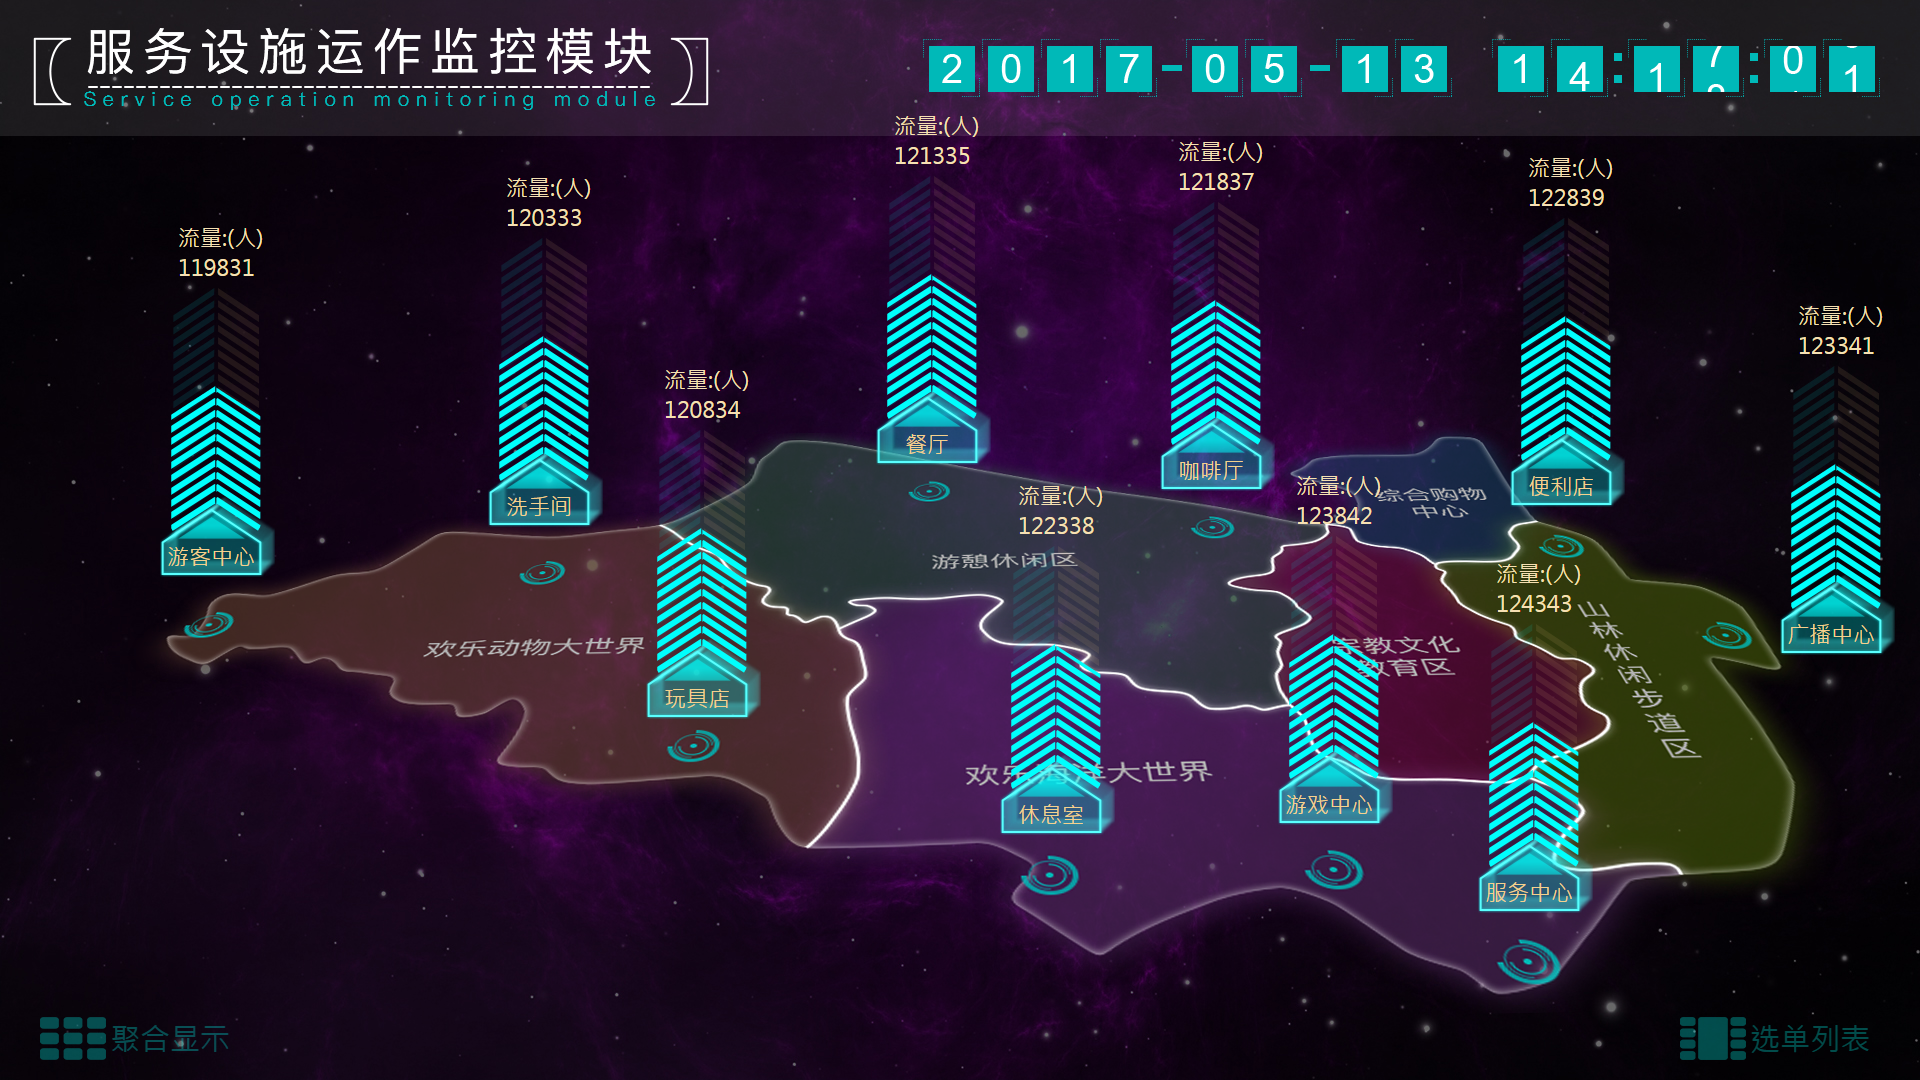 服务设施运作监控模块
Service operation monitoring module
2017-05-13 14:1
流量:(人)
121335
流量:(人)
121837
流量:(人)
122839
流量:(人)
120333
流量:(人)
119831
流量:(人)
123341
流量:(人)
120834
餐厅
咖啡厅
综合购物
中心
便利店
流量:(人)
122338
流量:(人)
123842
洗手间
游客中心
游憩休闲区
流量:(人)
124343
山林休闲步道区
广播中心
欢乐动物大世界
宗教文化
教育区
玩具店
欢乐海洋大世界
休息室
游戏中心
服务中心
聚合显示
选单列表